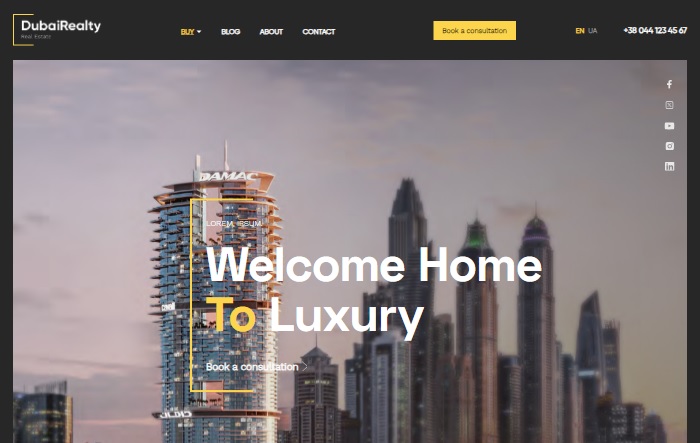 DubaiRealty
Real Estate
BUY
BLOG
ABOUT
CONTACT
Book a consultation
EN UA
+38 044 123 45 67
DAMAC
LOREM, IPSUM
Welcome Home
To Luxury
Book a consultation